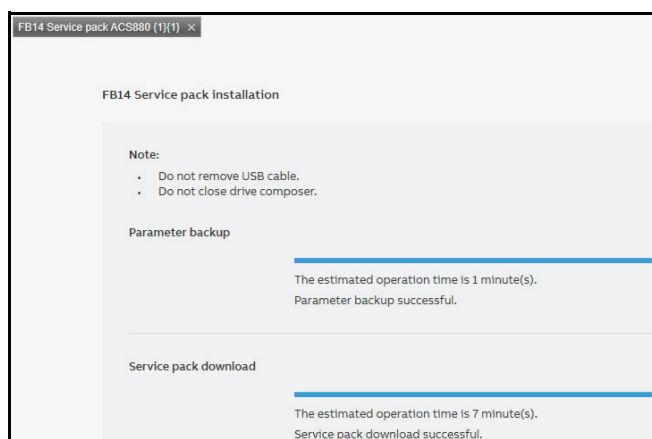 FB14 Service pack ACS880 {1}{1} ×
FB14 Service pack installation
Note:
• Do not remove USB cable.
• Do not close drive composer.
Parameter backup
The estimated operation time is 1 minute(s).
Parameter backup successful.
Service pack download
The estimated operation time is 7 minute(s).
Service pack download successful.